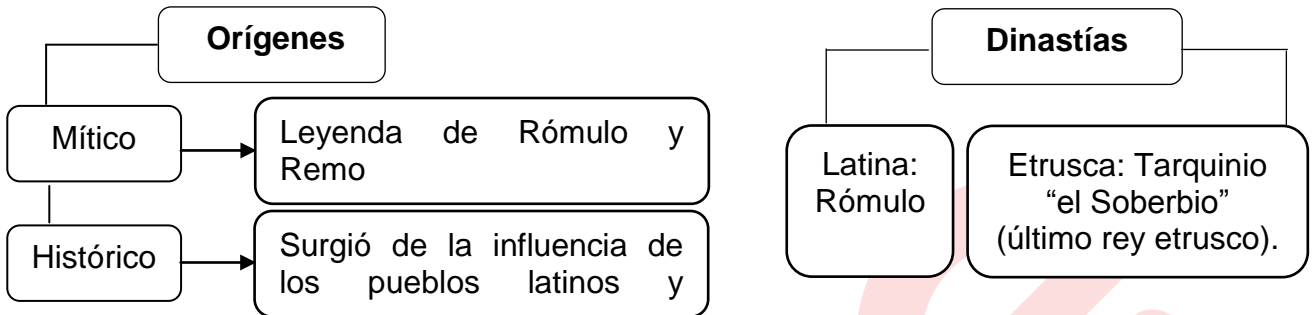 Orígenes
Mítico
Leyenda de Rómulo y
Remo
Histórico
Surgió de la influencia de
los pueblos latinos y
Dinastías
Latina:
Rómulo
Etrusca: Tarquinio
“el Soberbio”
(último rey etrusco).